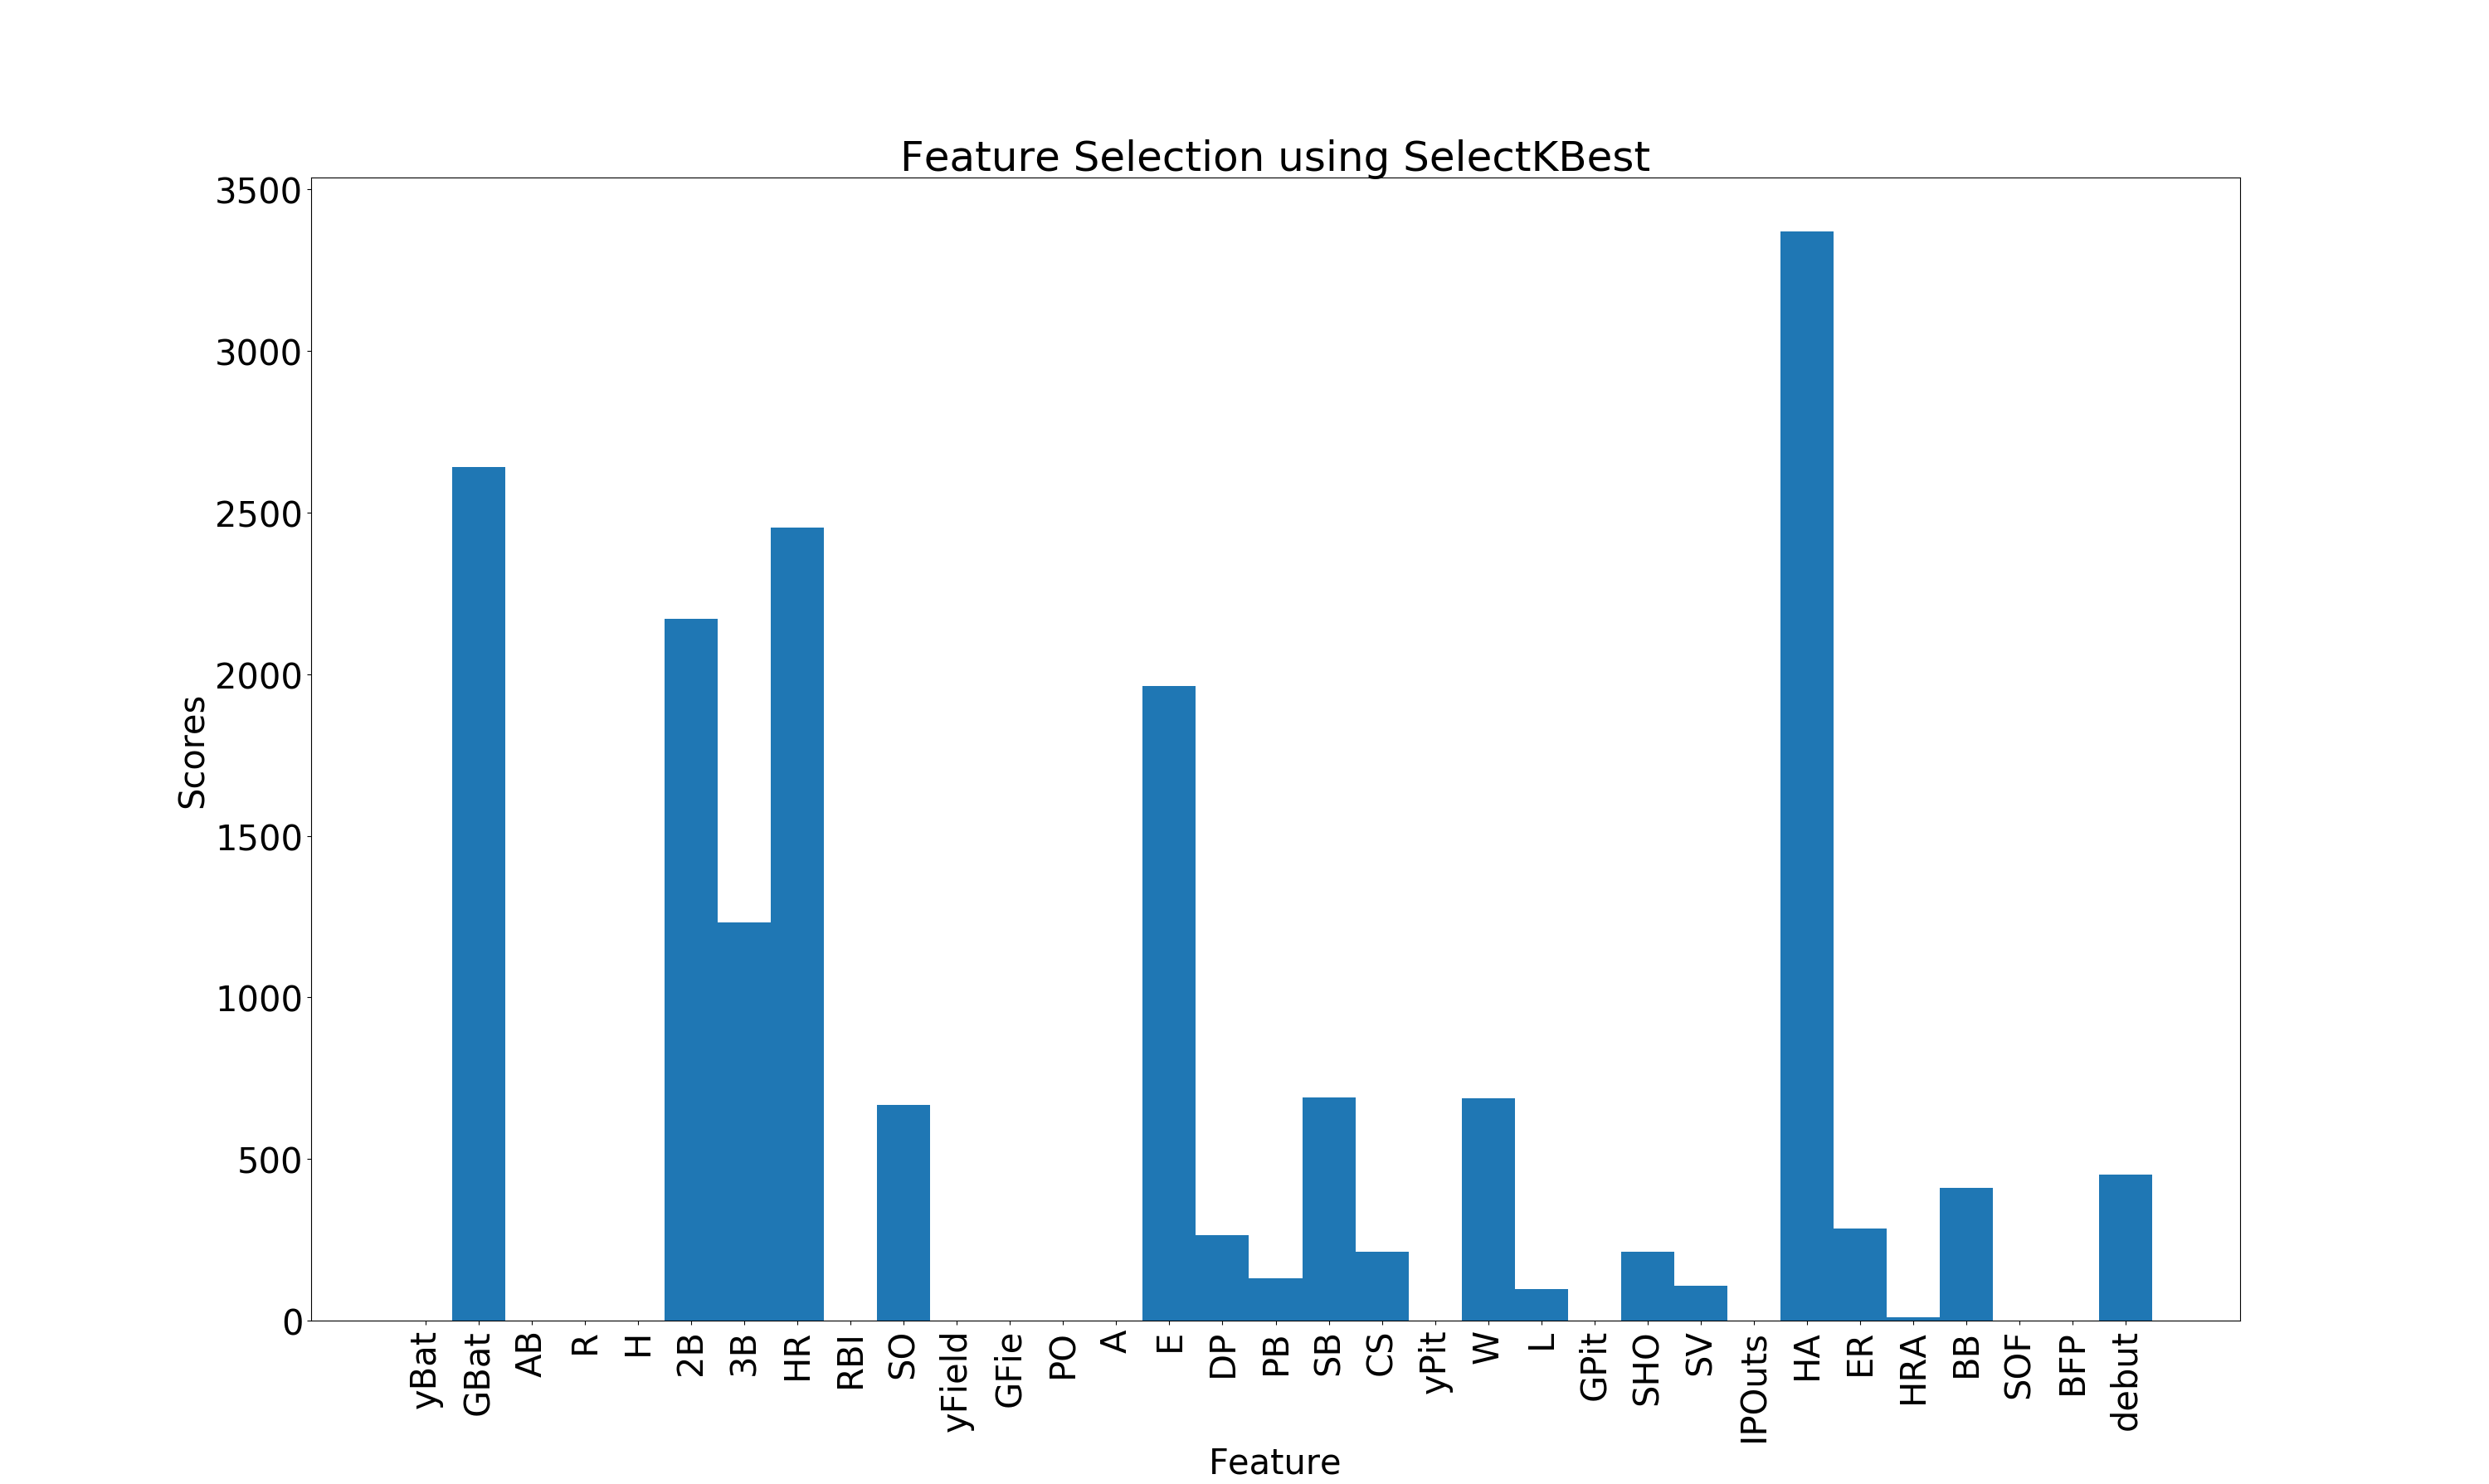 Feature Selection using SelectKBest
3500
3000
2500
2000
1500
1000
500
0
Scores
yBat
GBat
AB
R
H
2B
3B
HR
RBI
SO
yField
GFie
PO
A
E
DP
PB
SB
CS
yPit
W
L
GPit
SHO
SV
IPOuts
HA
ER
HRA
BB
SOF
BFP
debut
Feature